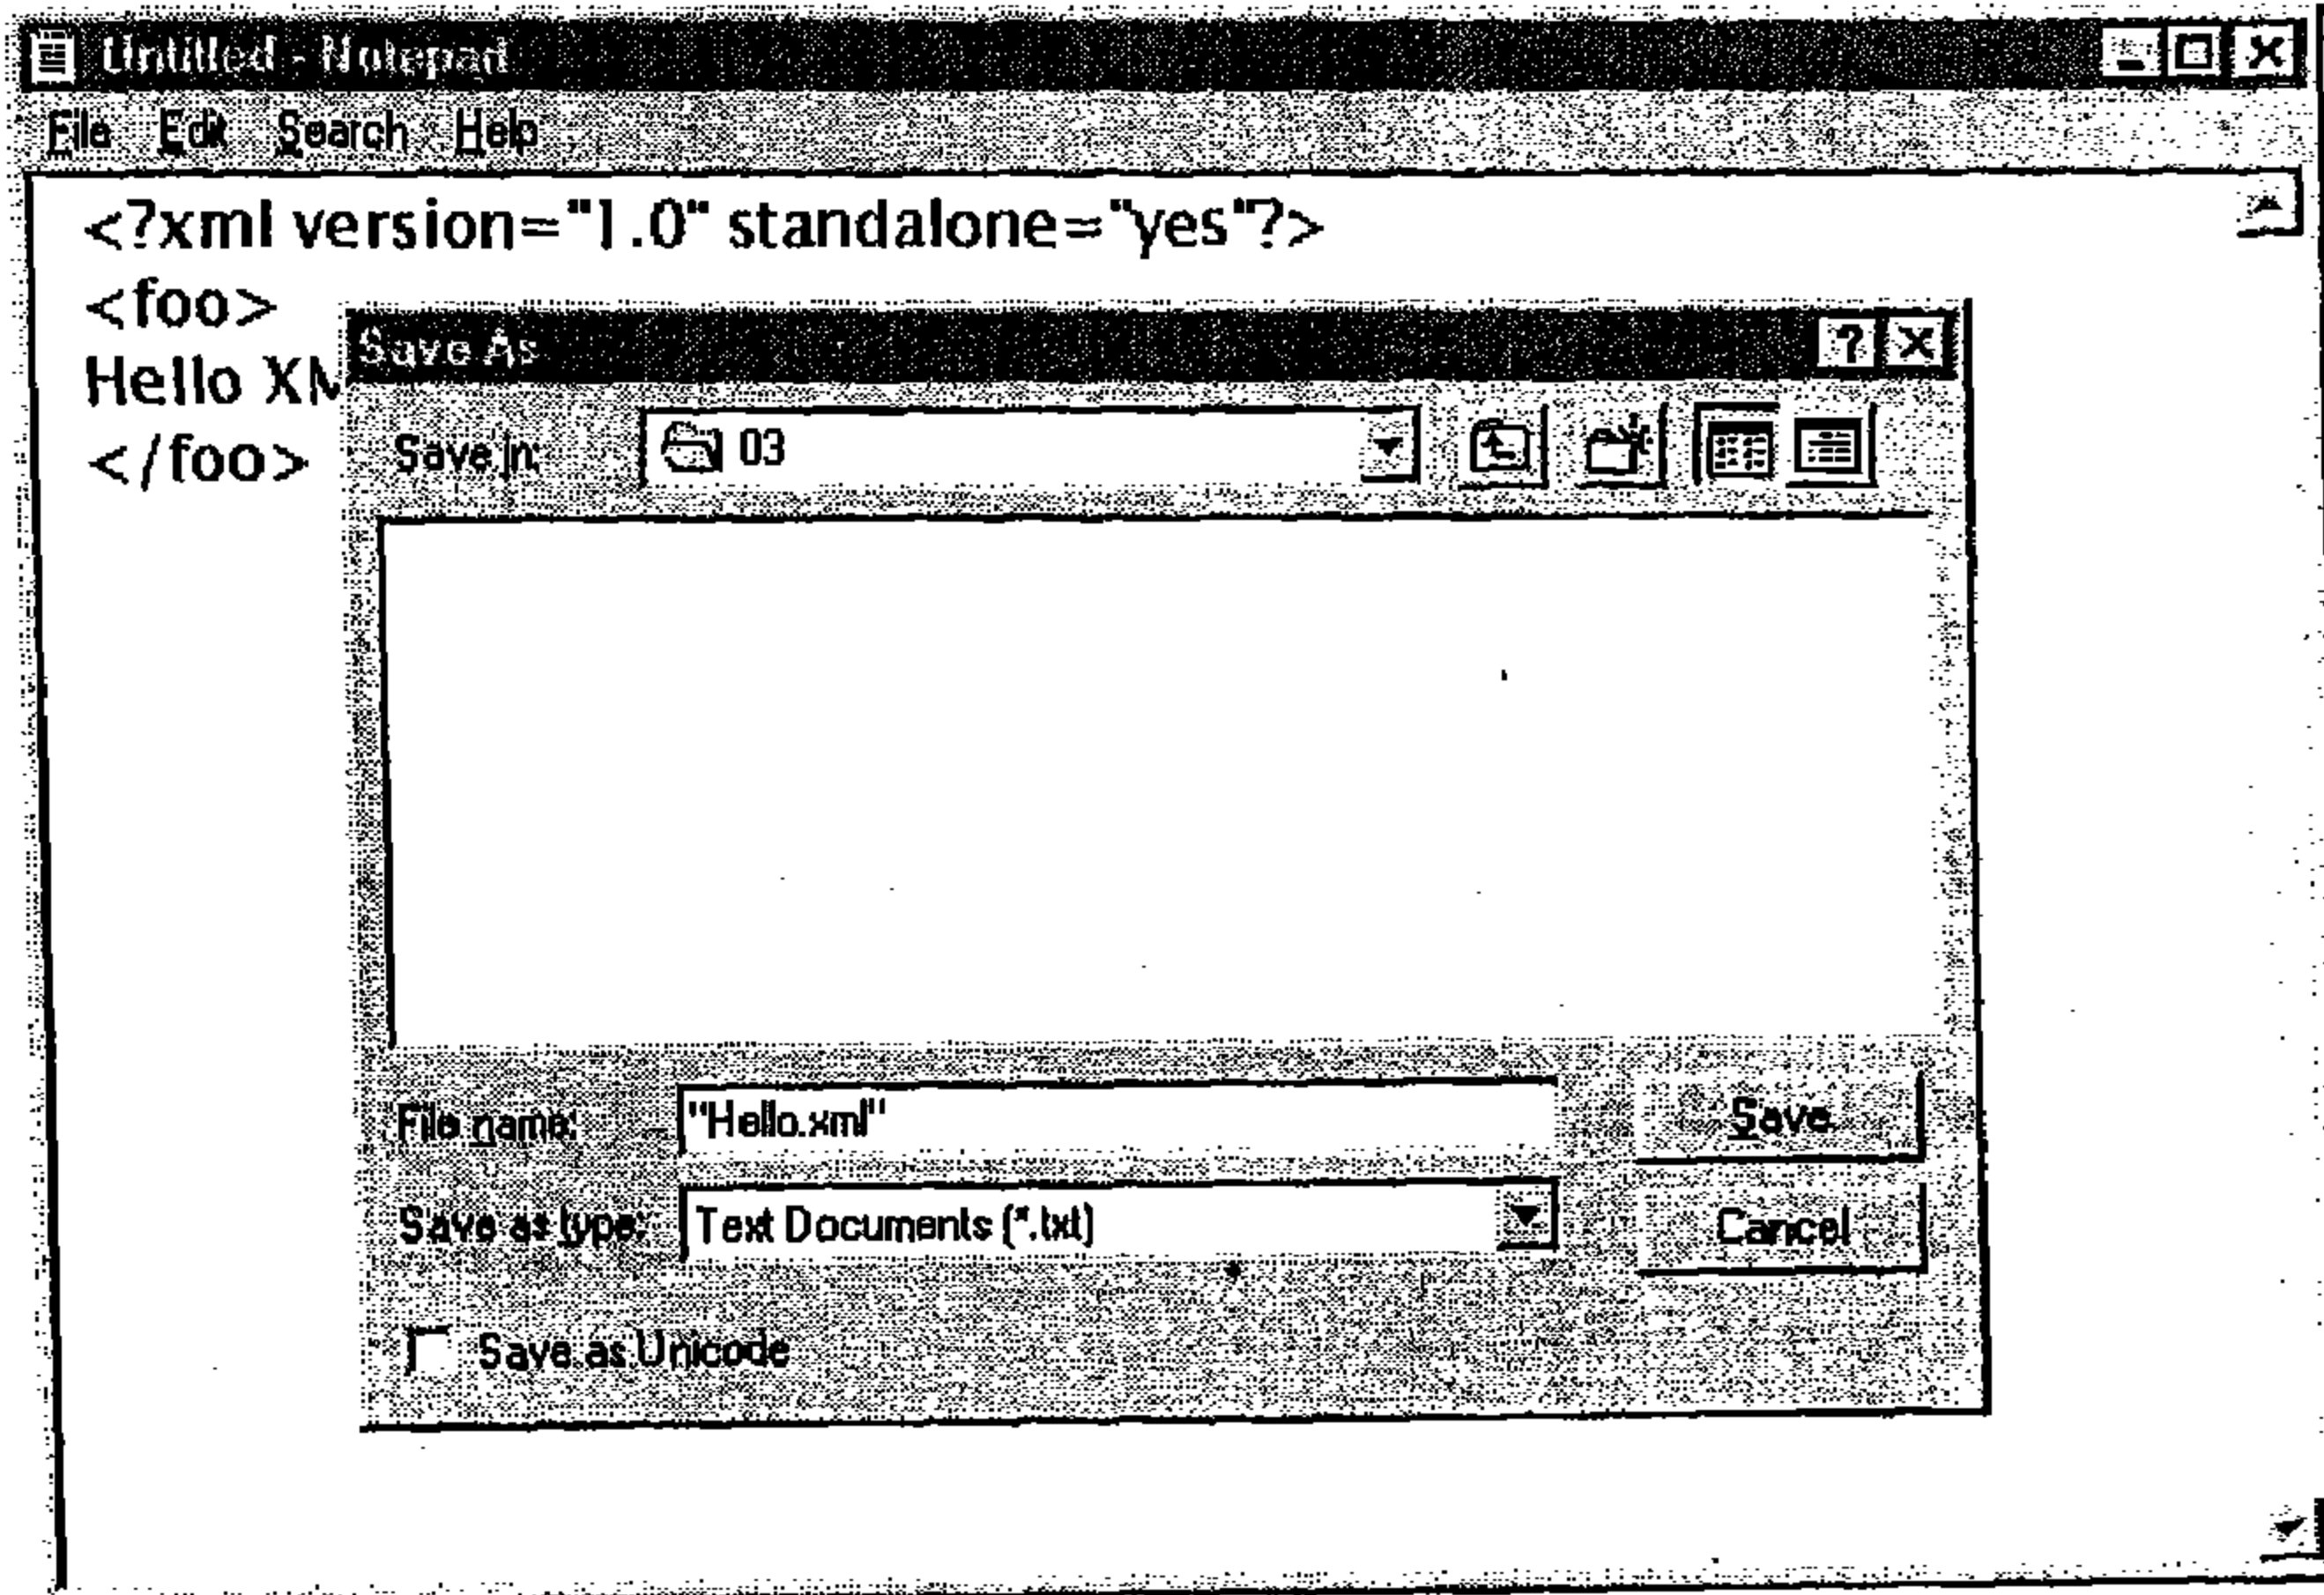 Untitled - Notepad
File Edit Search Help
<?xml version="1.0" standalone="yes"?>
<foo>
Hello XM
</foo>
Save As
Save in: 03
File name: "Hello.xml" Save
Save as type: Text Documents (*.txt) Cancel
Save as Unicode